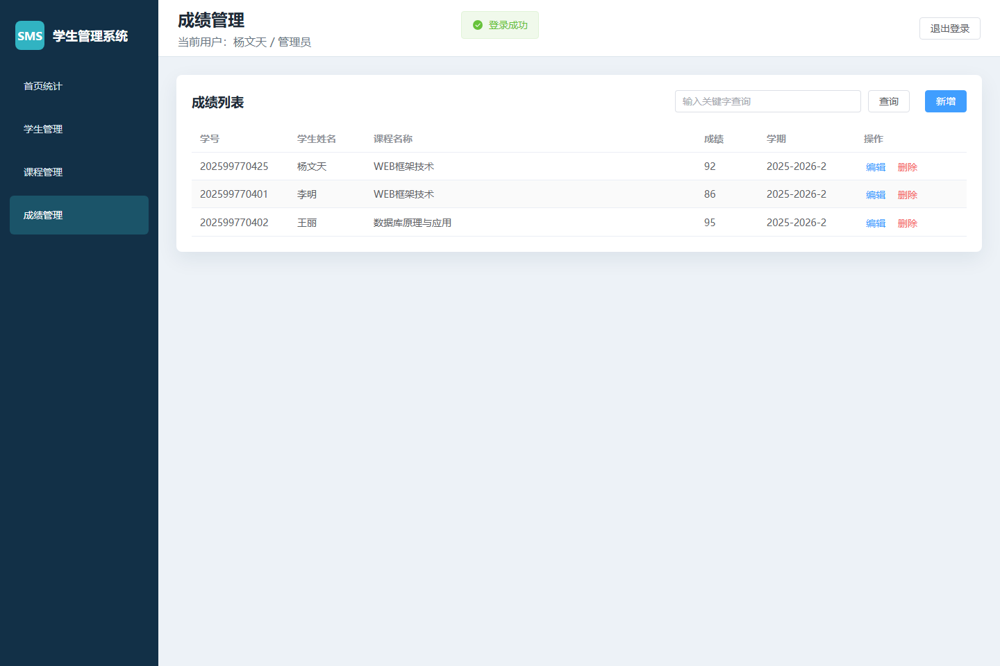 SMS 学生管理系统
首页统计
学生管理
课程管理
成绩管理
成绩管理
当前用户：杨文天 / 管理员
登录成功
退出登录
成绩列表
输入关键字查询 查询 新增
学号 学生姓名 课程名称 成绩 学期 操作
202599770425 杨文天 WEB框架技术 92 2025-2026-2 编辑 删除
202599770401 李明 WEB框架技术 86 2025-2026-2 编辑 删除
202599770402 王丽 数据库原理与应用 95 2025-2026-2 编辑 删除